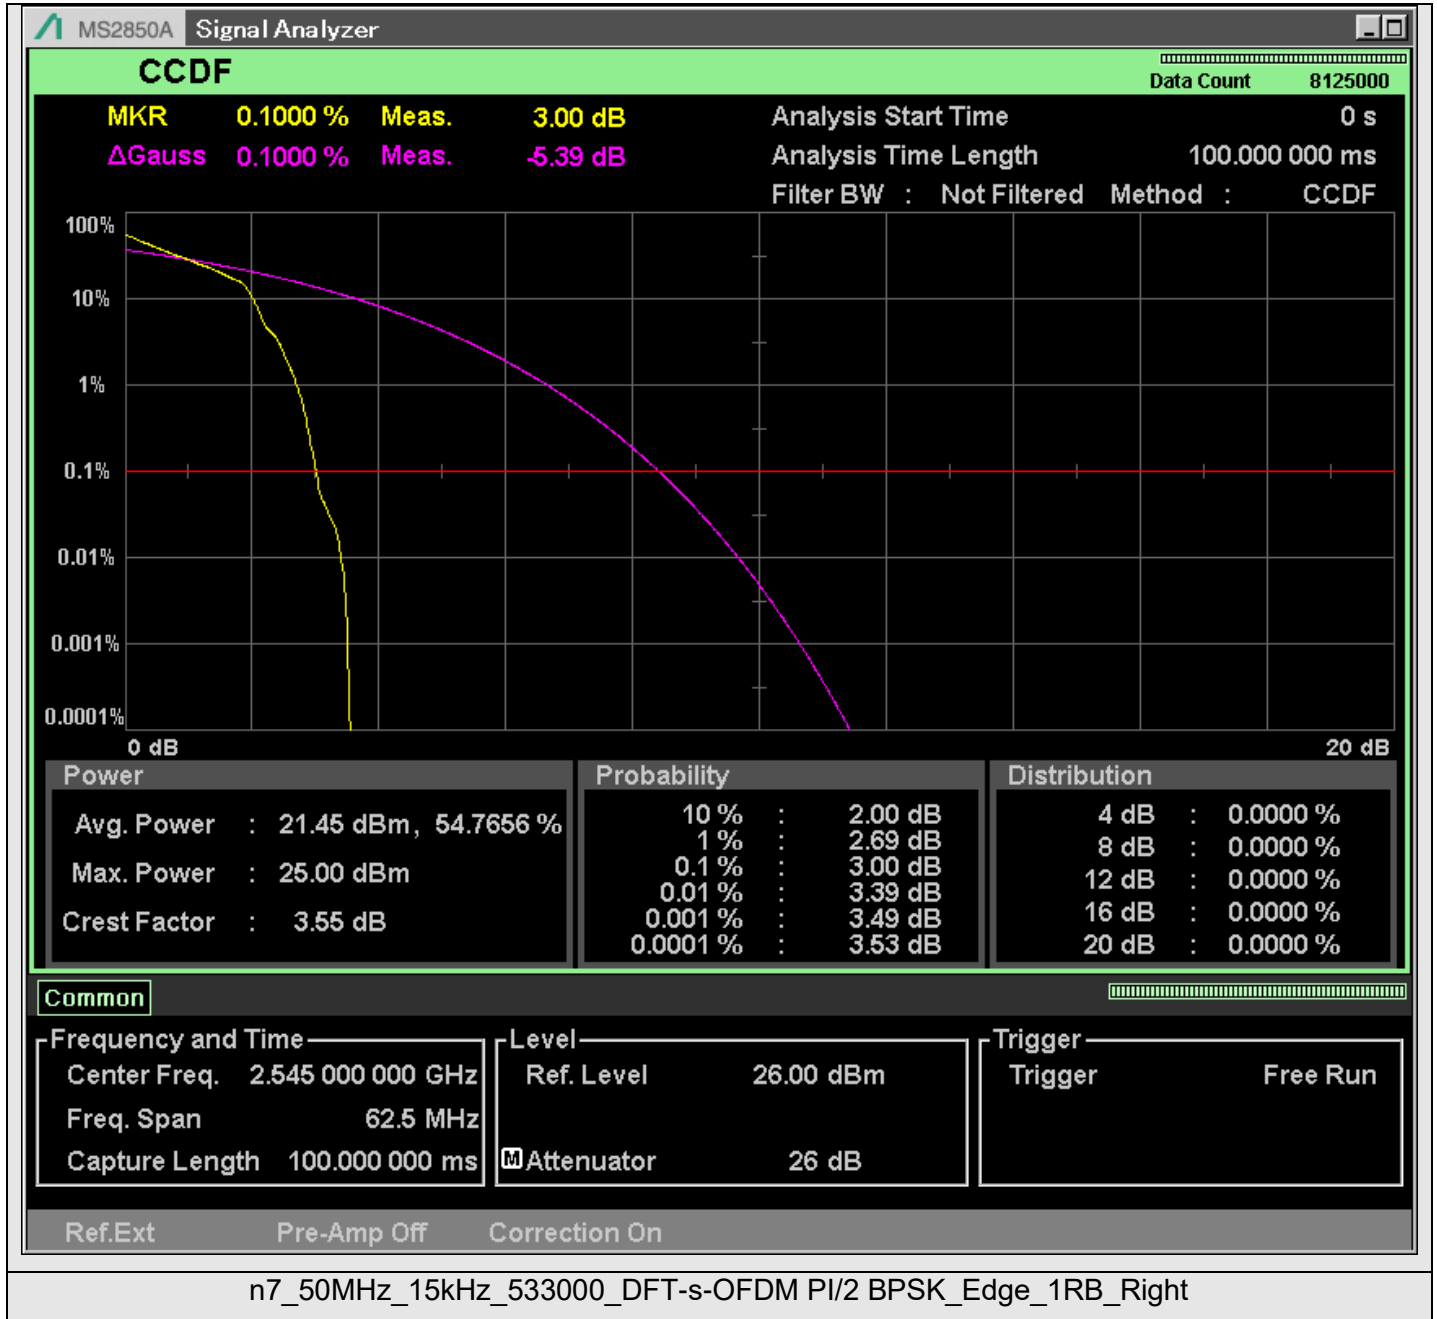 MS2850A Signal Analyzer
CCDF
Data Count 8125000
MKR 0.1000 % Meas. 3.00 dB
ΔGauss 0.1000 % Meas. -5.39 dB
Analysis Start Time 0 s
Analysis Time Length 100.000 000 ms
Filter BW : Not Filtered Method : CCDF
100%
10%
1%
0.1%
0.01%
0.001%
0.0001%
0 dB 20 dB
Power
Avg. Power : 21.45 dBm, 54.7656 %
Max. Power : 25.00 dBm
Crest Factor : 3.55 dB
Probability
10 % : 2.00 dB
1 % : 2.69 dB
0.1 % : 3.00 dB
0.01 % : 3.39 dB
0.001 % : 3.49 dB
0.0001 % : 3.53 dB
Distribution
4 dB : 0.0000 %
8 dB : 0.0000 %
12 dB : 0.0000 %
16 dB : 0.0000 %
20 dB : 0.0000 %
Common
Frequency and Time
Center Freq. 2.545 000 000 GHz
Freq. Span 62.5 MHz
Capture Length 100.000 000 ms
Level
Ref. Level 26.00 dBm
M Attenuator 26 dB
Trigger
Trigger Free Run
Ref.Ext Pre-Amp Off Correction On
n7_50MHz_15kHz_533000_DFT-s-OFDM PI/2 BPSK_Edge_1RB_Right